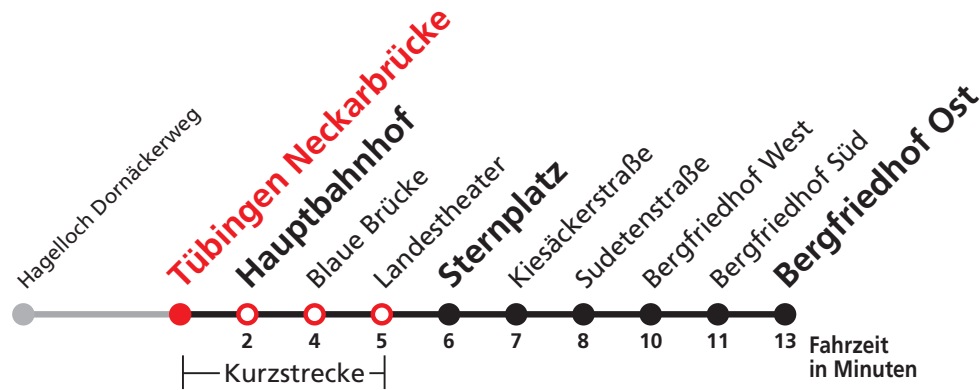 Hagelloch Dornäckerweg
Tübingen Neckarbrücke
Hauptbahnhof
Blaue Brücke
Landestheater
Sternplatz
Kiesäckerstraße
Sudetenstraße
Bergfriedhof West
Bergfriedhof Süd
Bergfriedhof Ost
2 4 5 6 7 8 10 11 13
Fahrzeit
in Minuten
Kurzstrecke